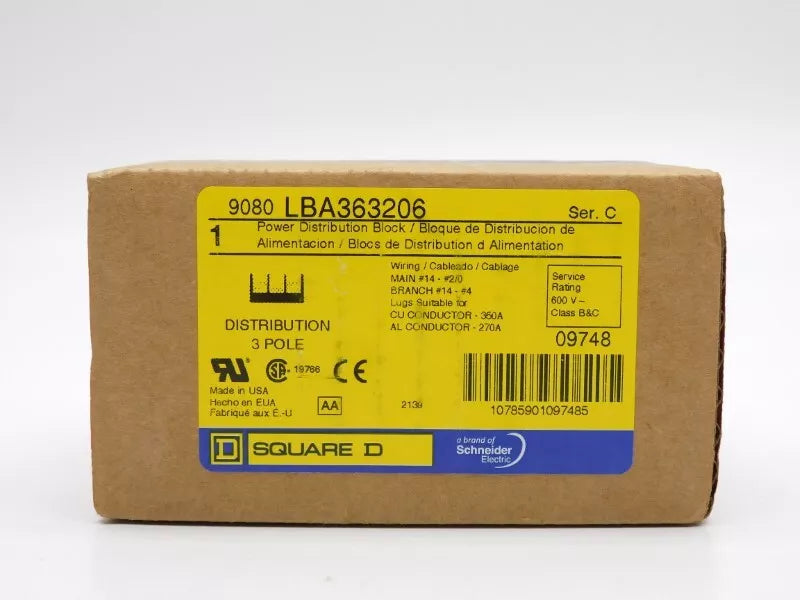 9080 LBA363206 Ser. C
1 Power Distribution Block / Bloque de Distribucion de
Alimentacion / Blocs de Distribution d Alimentation
Wiring / Cableado / Cablage
MAIN #14 - #2/0
BRANCH #14 - #4
Lugs Suitable for
CU CONDUCTOR - 350A
AL CONDUCTOR - 270A
Service
Rating
600 V~
Class B&C
DISTRIBUTION
3 POLE
09748
RU SA 19786 CE
Made in USA
Hecho en EUA
Fabriqué aux É.-U
AA
2139
10785901097485
D SQUARE D
a brand of
Schneider
Electric